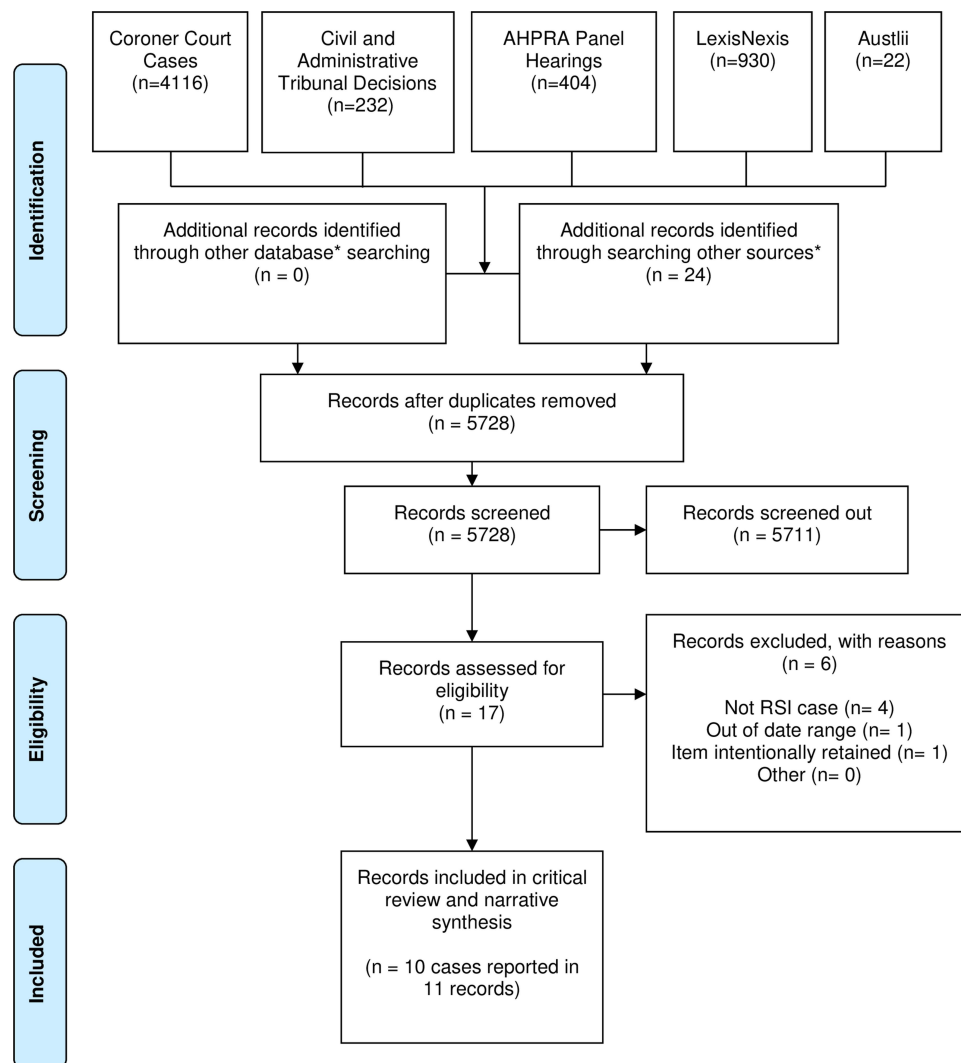 Coroner Court
Cases
(n=4116)
Civil and
Administrative
Tribunal Decisions
(n=232)
AHPRA Panel
Hearings
(n=404)
LexisNexis
(n=930)
Austlii
(n=22)
Identification
Additional records identified
through other database* searching
(n = 0)
Additional records identified
through searching other sources*
(n = 24)
Screening
Records after duplicates removed
(n = 5728)
Records screened
(n = 5728)
Records screened out
(n = 5711)
Eligibility
Records assessed for
eligibility
(n = 17)
Records excluded, with reasons
(n = 6)
Not RSI case (n= 4)
Out of date range (n= 1)
Item intentionally retained (n= 1)
Other (n= 0)
Included
Records included in critical
review and narrative
synthesis
(n = 10 cases reported in
11 records)